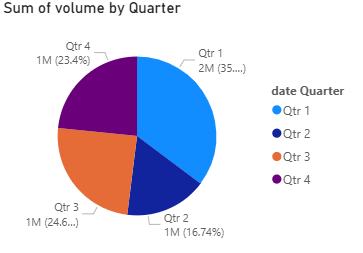 Sum of volume by Quarter
Qtr 4
1M (23.4%)
Qtr 1
2M (35....)
Qtr 3
1M (24.6...)
Qtr 2
1M (16.74%)
date Quarter
Qtr 1
Qtr 2
Qtr 3
Qtr 4